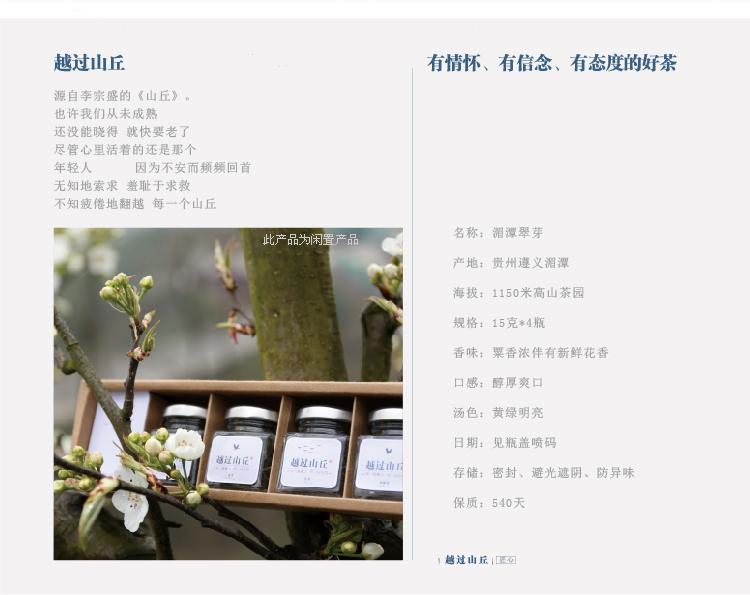 越过山丘
源自李宗盛的《山丘》。
也许我们从未成熟
还没能晓得 就快要老了
尽管心里活着的还是那个
年轻人 因为不安而频频回首
无知地索求 羞耻于求救
不知疲倦地翻越 每一个山丘
此产品为闲置产品
越过山丘
越过山丘
越过山丘
有情怀、有信念、有态度的好茶
名称：湄潭翠芽
产地：贵州遵义湄潭
海拔：1150米高山茶园
规格：15克*4瓶
香味：粟香浓伴有新鲜花香
口感：醇厚爽口
汤色：黄绿明亮
日期：见瓶盖喷码
存储：密封、避光遮阴、防异味
保质：540天
越过山丘 匠心